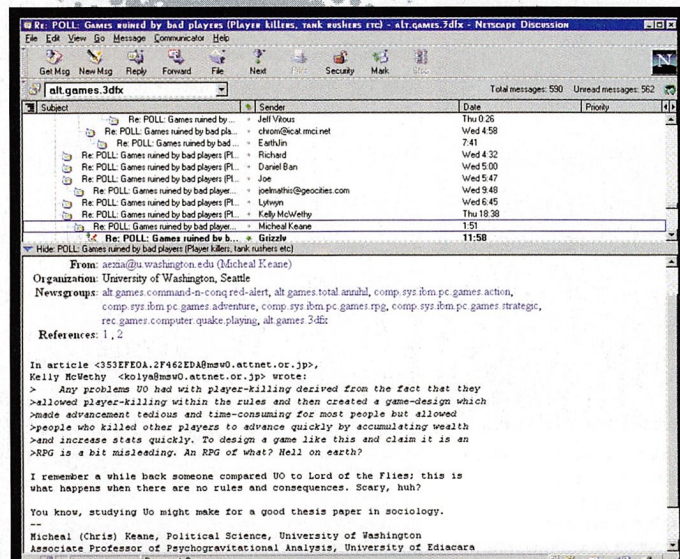 Re: POLL: Games ruined by bad players (Player killers, tank rushers etc) - alt.games.3dfx - Netscape Discussion
File Edit View Go Message Communicator Help
Get Msg New Msg Reply Forward File Next Print Security Mark Stop
N
alt.games.3dfx Total messages: 590 Unread messages: 562
Subject Sender Date Priority
Re: POLL: Games ruined by... Jeff Vitous Thu 0:26
Re: POLL: Games ruined by bad pla... chrom@icat.rmci.net Wed 4:58
Re: POLL: Games ruined by bad... EarthJin 7:41
Re: POLL: Games ruined by bad players (Pl... Richard Wed 4:32
Re: POLL: Games ruined by bad players (Pl... Daniel Ban Wed 5:00
Re: POLL: Games ruined by bad players (Pl... Joe Wed 5:47
Re: POLL: Games ruined by bad player... joelmathis@geocities.com Wed 9:48
Re: POLL: Games ruined by bad players (Pl... Lytwyn Wed 6:45
Re: POLL: Games ruined by bad players (Pl... Kelly McWethy Thu 18:38
Re: POLL: Games ruined by bad player... Micheal Keane 1:51
Re: POLL: Games ruined by b... Grizzly 11:58
Hide: POLL: Games ruined by bad players (Player killers, tank rushers etc)
From: aexia@u.washington.edu (Micheal Keane)
Organization: University of Washington, Seattle
Newsgroups: alt.games.command-n-conq.red-alert, alt.games.total.annihil, comp.sys.ibm.pc.games.action,
comp.sys.ibm.pc.games.adventure, comp.sys.ibm.pc.games.rpg, comp.sys.ibm.pc.games.strategic,
rec.games.computer.quake.playing, alt.games.3dfx
References: 1 , 2
In article <353EFEOA.2F462EDA@msw0.attnet.or.jp>,
Kelly McWethy <kolya@msw0.attnet.or.jp> wrote:
> Any problems UO had with player-killing derived from the fact that they
>allowed player-killing within the rules and then created a game-design which
>made advancement tedious and time-consuming for most people but allowed
>people who killed other players to advance quickly by accumulating wealth
>and increase stats quickly. To design a game like this and claim it is an
>RPG is a bit misleading. An RPG of what? Hell on earth?
I remember a while back someone compared UO to Lord of the Flies; this is
what happens when there are no rules and consequences. Scary, huh?
You know, studying Uo might make for a good thesis paper in sociology.
--
Micheal (Chris) Keane, Political Science, University of Washington
Associate Professor of Psychogravitational Analysis, University of Ediacara